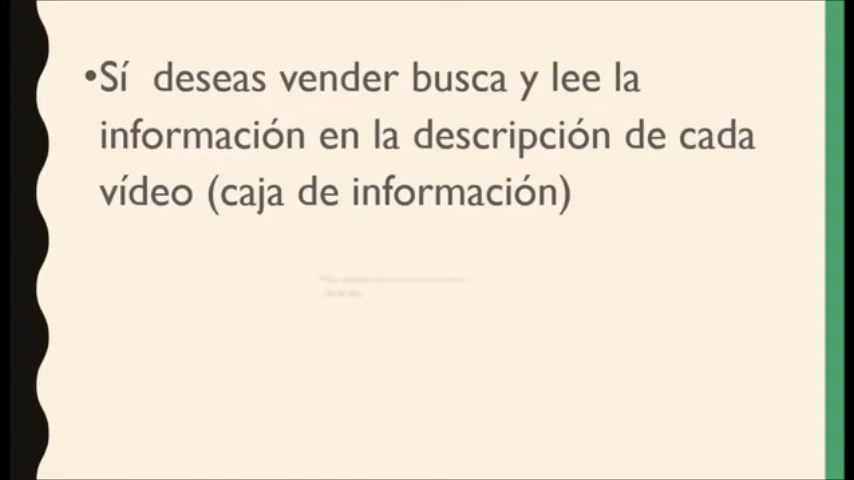 •Sí deseas vender busca y lee la
información en la descripción de cada
vídeo (caja de información)